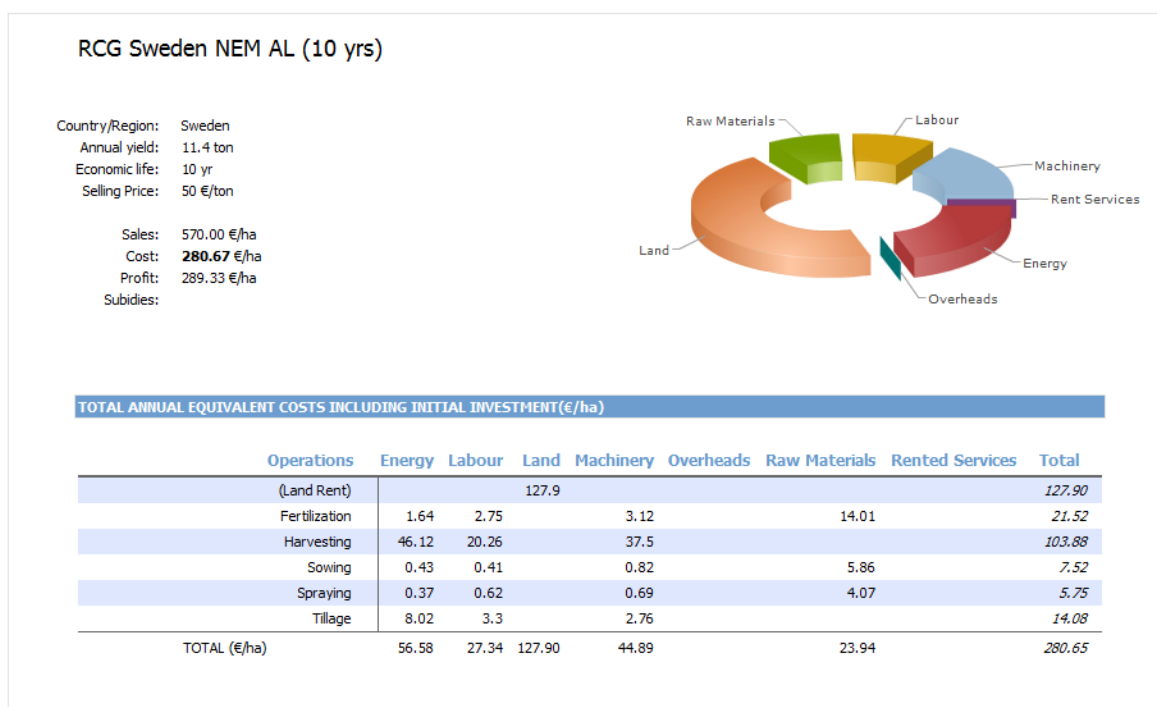 RCG Sweden NEM AL (10 yrs)
Country/Region: Sweden
Annual yield: 11.4 ton
Economic life: 10 yr
Selling Price: 50 €/ton
Sales: 570.00 €/ha
Cost: 280.67 €/ha
Profit: 289.33 €/ha
Subidies:
Raw Materials
Labour
Machinery
Rent Services
Land
Energy
Overheads
TOTAL ANNUAL EQUIVALENT COSTS INCLUDING INITIAL INVESTMENT(€/ha)
Operations Energy Labour Land Machinery Overheads Raw Materials Rented Services Total
(Land Rent) 127.9 127.90
Fertilization 1.64 2.75 3.12 14.01 21.52
Harvesting 46.12 20.26 37.5 103.88
Sowing 0.43 0.41 0.82 5.86 7.52
Spraying 0.37 0.62 0.69 4.07 5.75
Tillage 8.02 3.3 2.76 14.08
TOTAL (€/ha) 56.58 27.34 127.90 44.89 23.94 280.65